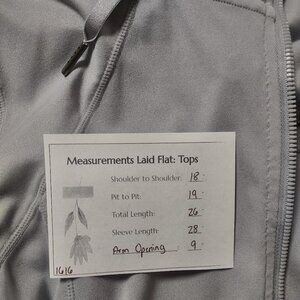 Measurements Laid Flat: Tops
Shoulder to Shoulder: 18"
Pit to Pit: 19"
Total Length: 26"
Sleeve Length: 28"
Arm Opening : 9"
1616